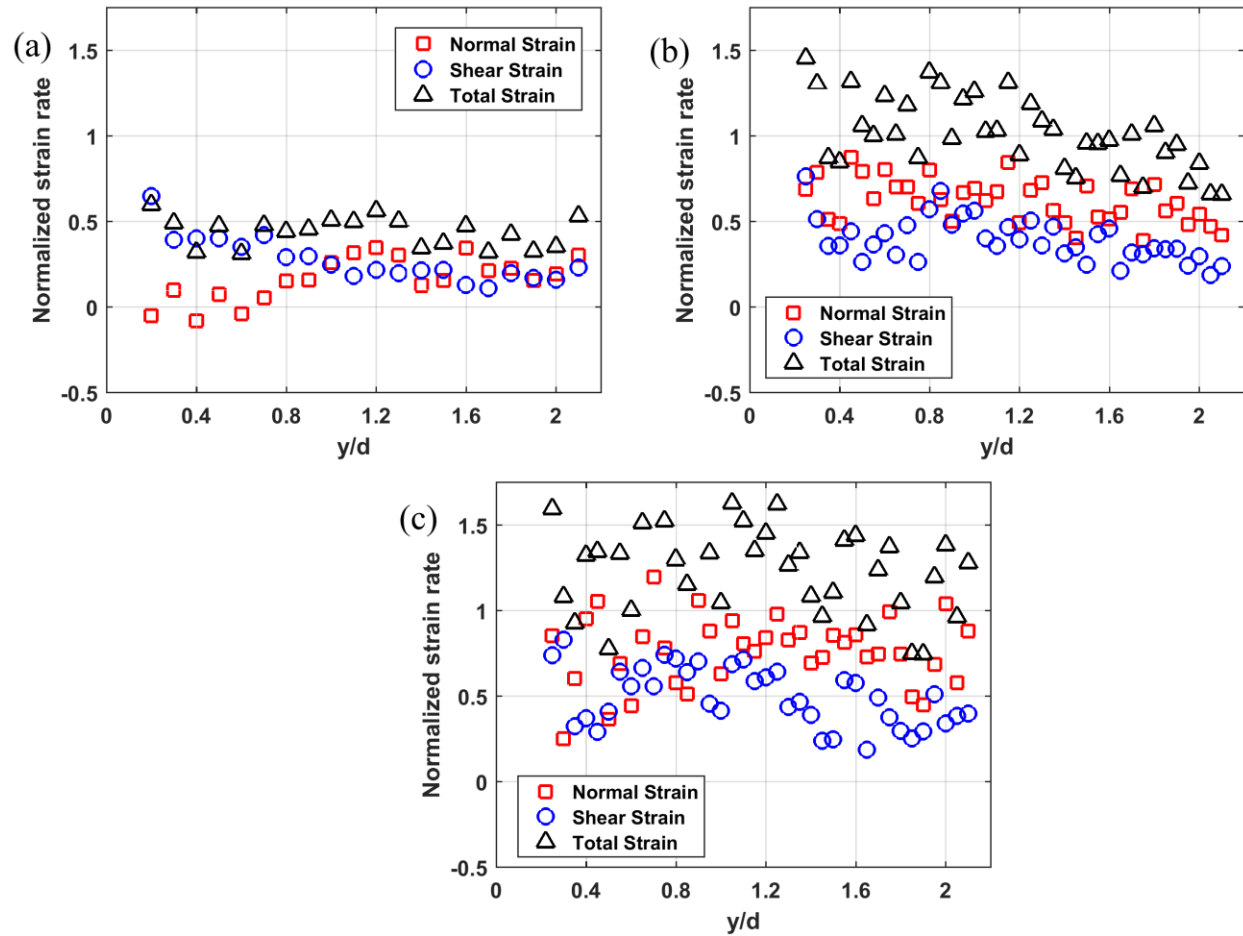 (a)
Normalized strain rate
1.5
1
0.5
0
-0.5
0
0.4
0.8
1.2
1.6
2
y/d
Normal Strain
Shear Strain
Total Strain
(b)
Normalized strain rate
1.5
1
0.5
0
-0.5
0
0.4
0.8
1.2
1.6
2
y/d
Normal Strain
Shear Strain
Total Strain
(c)
Normalized strain rate
1.5
1
0.5
0
-0.5
0
0.4
0.8
1.2
1.6
2
y/d
Normal Strain
Shear Strain
Total Strain